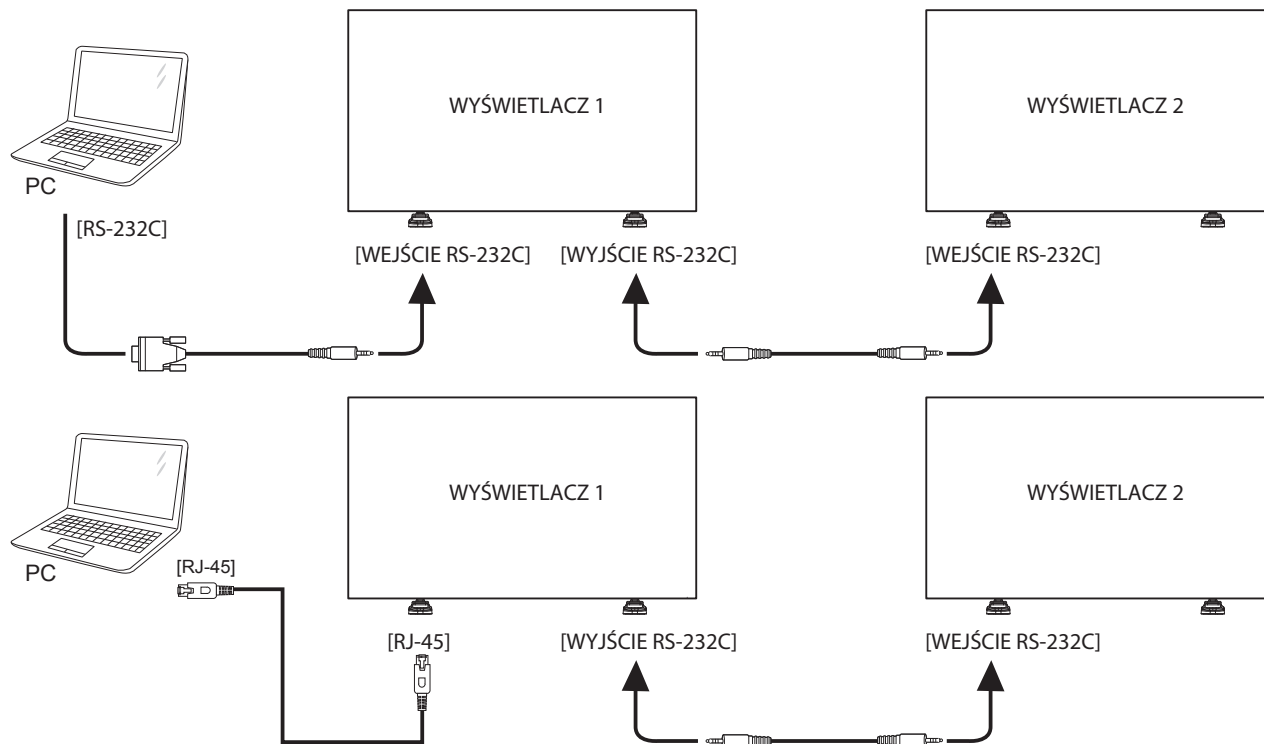 WYŚWIETLACZ 1
WYŚWIETLACZ 2
PC
[RS-232C]
[WEJŚCIE RS-232C]
[WYJŚCIE RS-232C]
[WEJŚCIE RS-232C]
WYŚWIETLACZ 1
WYŚWIETLACZ 2
PC
[RJ-45]
[RJ-45]
[WYJŚCIE RS-232C]
[WEJŚCIE RS-232C]